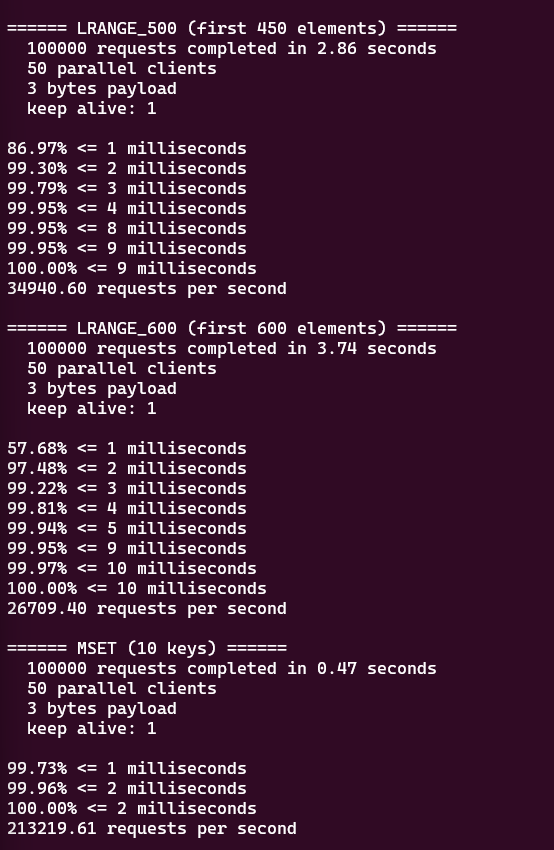 ====== LRANGE_500 (first 450 elements) ======
  100000 requests completed in 2.86 seconds
  50 parallel clients
  3 bytes payload
  keep alive: 1

86.97% <= 1 milliseconds
99.30% <= 2 milliseconds
99.79% <= 3 milliseconds
99.95% <= 4 milliseconds
99.95% <= 8 milliseconds
99.95% <= 9 milliseconds
100.00% <= 9 milliseconds
34940.60 requests per second

====== LRANGE_600 (first 600 elements) ======
  100000 requests completed in 3.74 seconds
  50 parallel clients
  3 bytes payload
  keep alive: 1

57.68% <= 1 milliseconds
97.48% <= 2 milliseconds
99.22% <= 3 milliseconds
99.81% <= 4 milliseconds
99.94% <= 5 milliseconds
99.95% <= 9 milliseconds
99.97% <= 10 milliseconds
100.00% <= 10 milliseconds
26709.40 requests per second

====== MSET (10 keys) ======
  100000 requests completed in 0.47 seconds
  50 parallel clients
  3 bytes payload
  keep alive: 1

99.73% <= 1 milliseconds
99.96% <= 2 milliseconds
100.00% <= 2 milliseconds
213219.61 requests per second